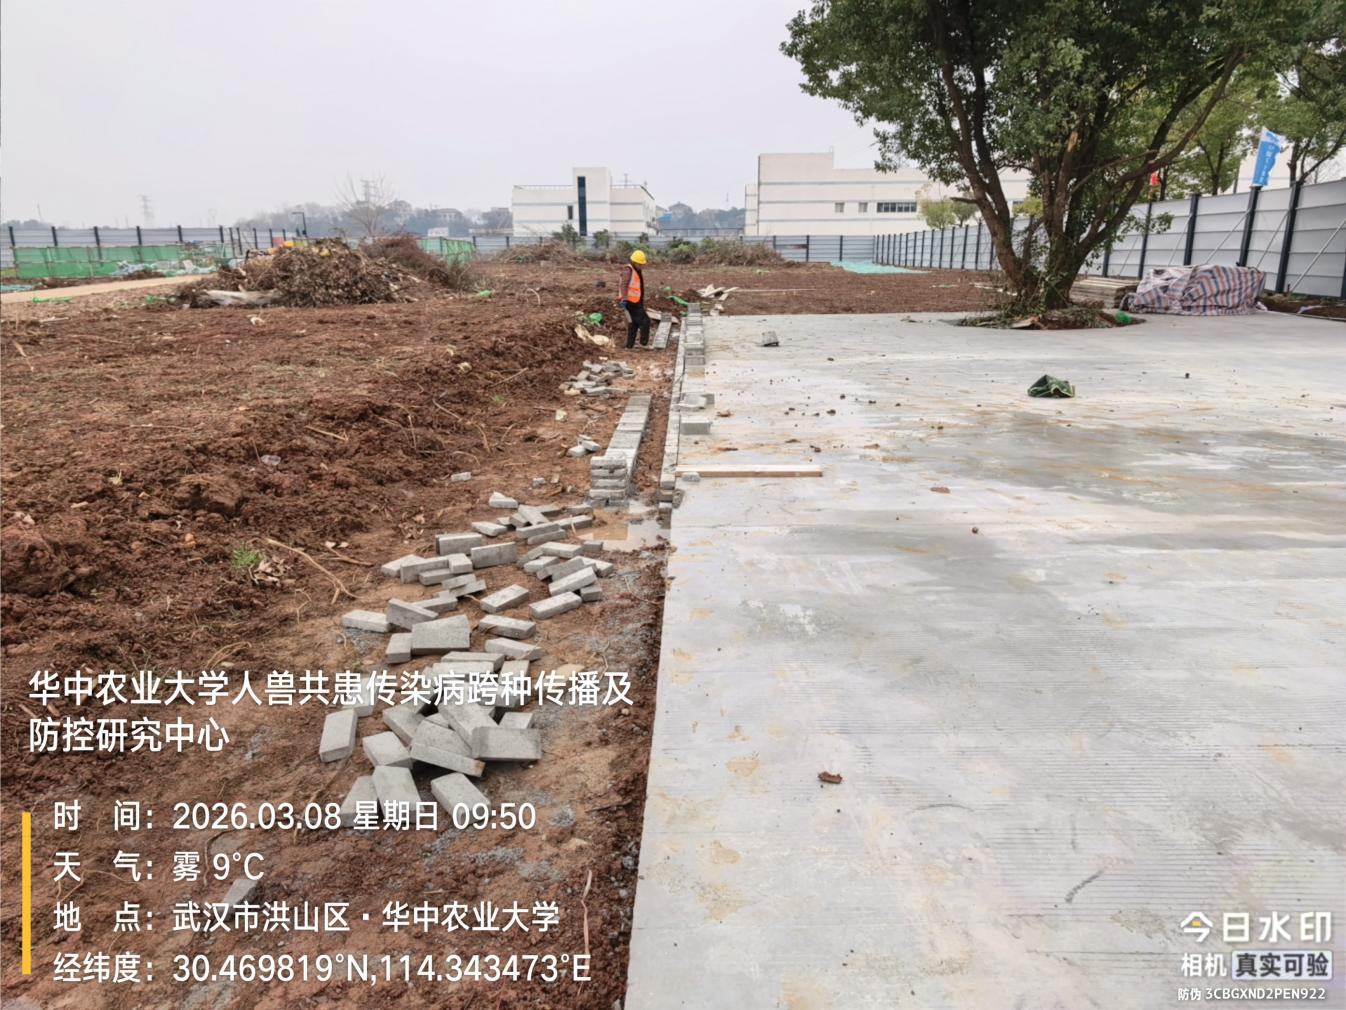 华中农业大学人兽共患传染病跨种传播及
防控研究中心
时 间：2026.03.08 星期日 09:50
天 气：雾 9°C
地 点：武汉市洪山区·华中农业大学
经纬度：30.469819°N,114.343473°E
今日水印
相机 真实可验
防伪 3CBGXND2PEN922